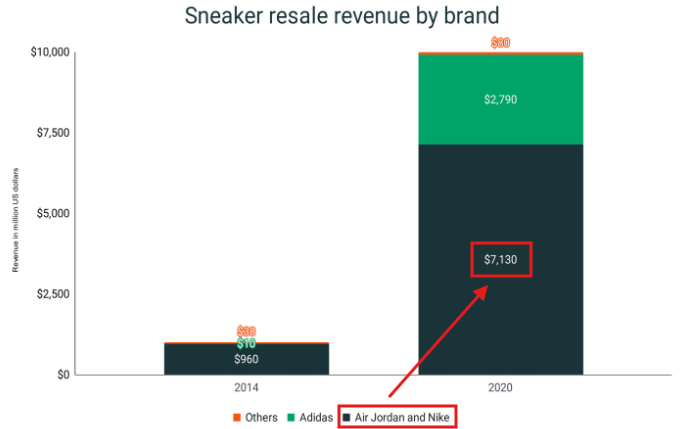 Sneaker resale revenue by brand
Revenue in million US dollars
$10,000
$7,500
$5,000
$2,500
$0
$30
$10
$960
$80
$2,790
$7,130
2014
2020
Others
Adidas
Air Jordan and Nike